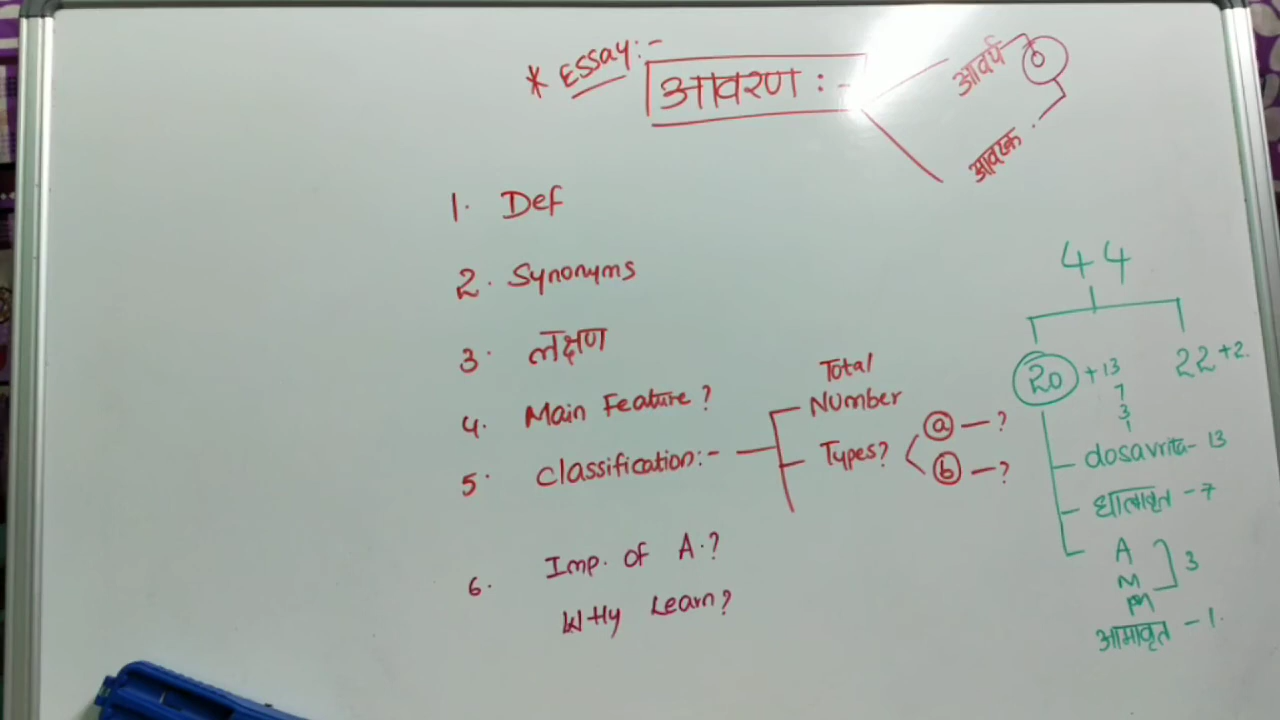 * Essay:-
आवरण :-
आवर्य
आवरक
1. Def
2. Synonyms
3. लक्षण
4. Main Feature?
5. Classification:-
Total
Number
Types?
ⓐ — ?
ⓑ — ?
6. Imp. of A.?
Why Learn?
44
20 +13
7
3
1
22 +2
dosavrita - 13
धात्वावृत - 7
A
M
3
आमावृत - 1.